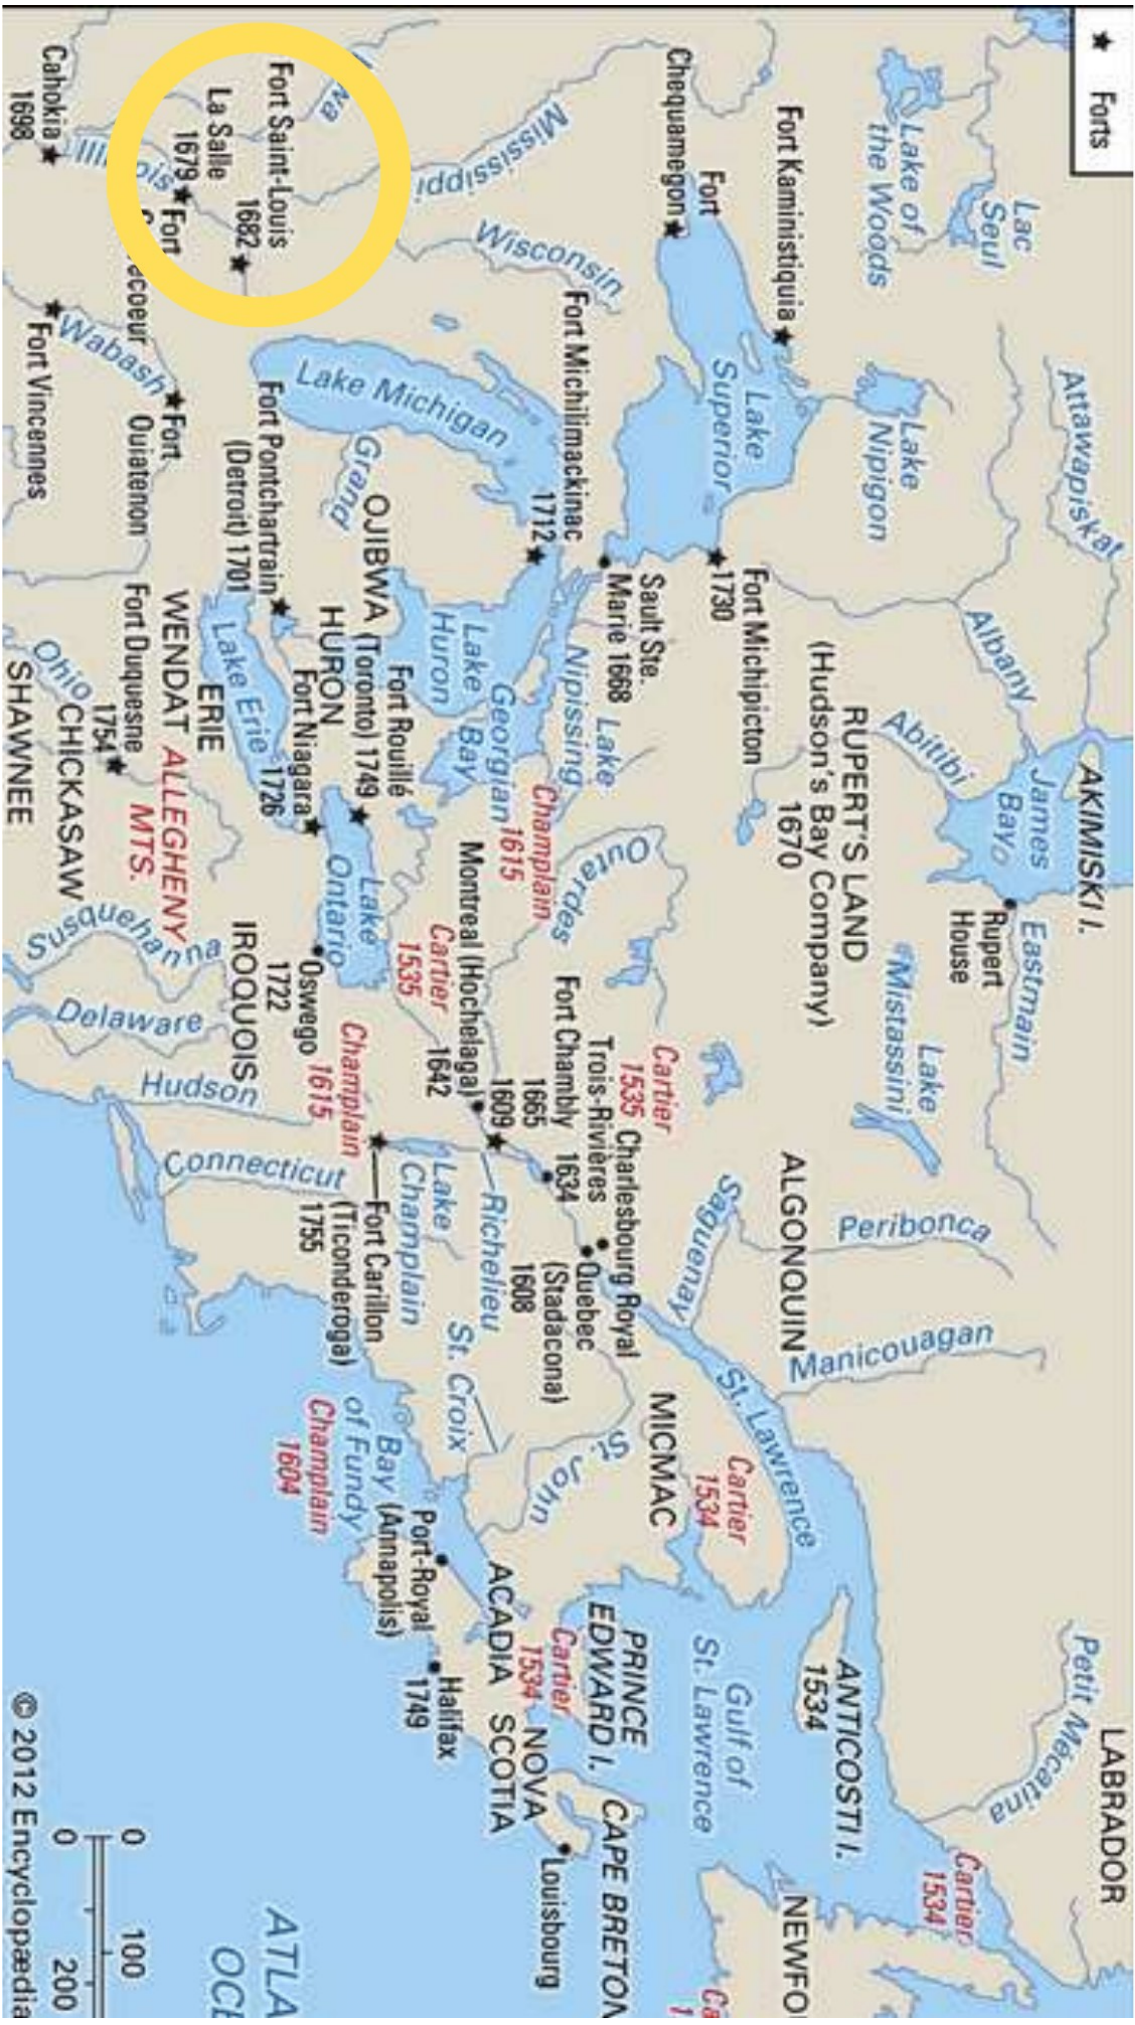 ★ Forts
Lac
Seul
Lake of
the Woods
Attawapiskat
Lake
Nipigon
Albany
AKIMISKI I.
James
Bay
Abitibi
Rupert
House
Eastmain
RUPERT'S LAND
(Hudson's Bay Company)
1670
Lake
Mistassini
Peribonca
Manicouagan
ALGONQUIN
Saguenay
LABRADOR
Petit Mécatina
Cartier
1534
ANTICOSTI I.
1534
Gulf of
St. Lawrence
St. Lawrence
Cartier
1534
MICMAC
NEWFO
Ca
1
Fort Kaministiquia
Fort
Chequamegon
Lake
Superior
Fort Michipicton
1730
Sault Ste.
Marie 1668
Fort Michilimackinac
1712
Lake
Nipissing
Georgian
Bay
Lake
Huron
Champlain
1615
Outardes
Cartier
1535
Charlesbourg Royal
Trois-Rivières
1634
Quebec
(Stadacona)
1608
Fort Chambly
1665
1609
Montreal (Hochelaga)
1642
Cartier
1535
Richelieu
Lake
Champlain
Fort Carillon
(Ticonderoga)
1755
Champlain
1615
St. Croix
St. John
Bay
of Fundy
Champlain
1604
Port-Royal
(Annapolis)
ACADIA
NOVA
SCOTIA
Halifax
1749
PRINCE
EDWARD I.
Cartier
1534
CAPE BRETON
Louisbourg
Mississippi
Wisconsin
Fort Saint-Louis
1682
La Salle
1679
Fort
ecoeur
Cahokia
1698
Wabash
Fort Vincennes
Fort
Ouiatenon
Lake Michigan
Grand
OJIBWA
HURON
Fort Pontchartrain
(Detroit) 1701
Fort Rouillé
(Toronto) 1749
Fort Niagara
1726
Lake
Ontario
Oswego
1722
Lake Erie
ERIE
WENDAT
Fort Duquesne
1754
ALLEGHENY
MTS.
IROQUOIS
Ohio
CHICKASAW
SHAWNEE
Susquehanna
Delaware
Hudson
Connecticut
ATLA
OCE
0 100
0 200
© 2012 Encyclopædia